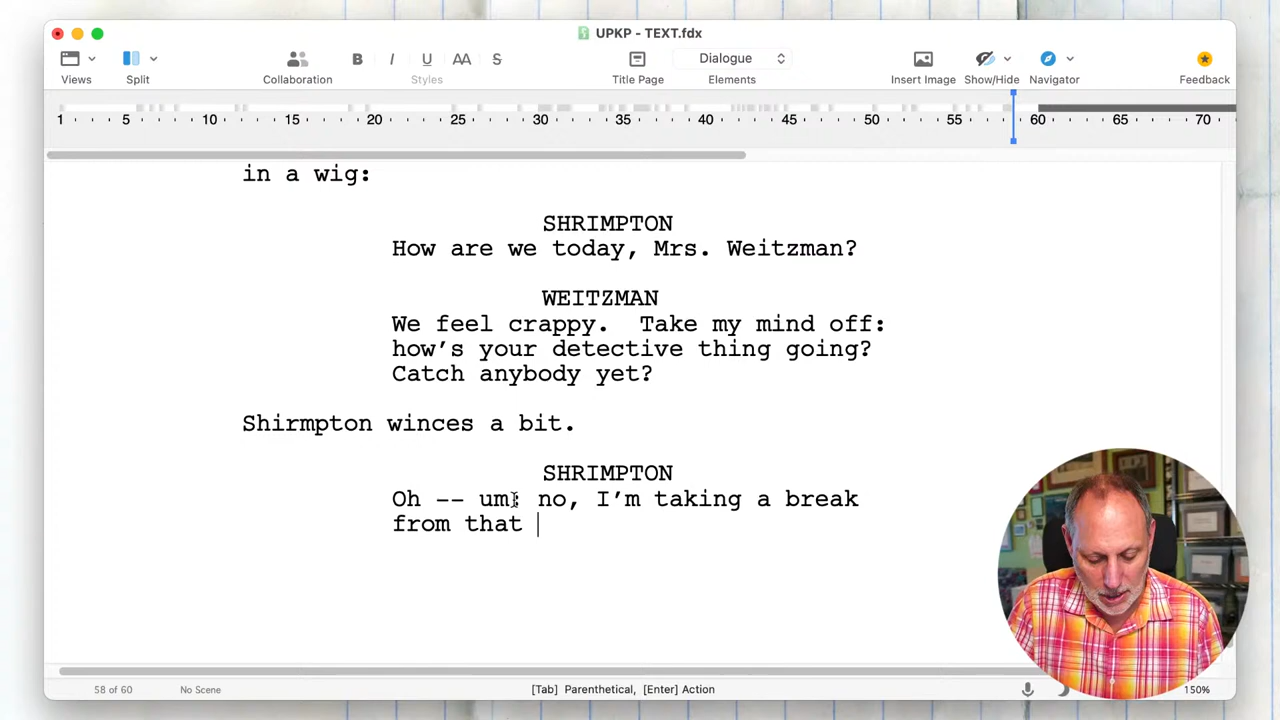 UPKP - TEXT.fdx
Views Split Collaboration B I U AA S Styles Title Page Dialogue Elements Insert Image Show/Hide Navigator Feedback
1 5 10 15 20 25 30 35 40 45 50 55 60 65 70
in a wig:
SHRIMPTON
How are we today, Mrs. Weitzman?
WEITZMAN
We feel crappy.  Take my mind off:
how’s your detective thing going?
Catch anybody yet?
Shirmpton winces a bit.
SHRIMPTON
Oh -- um: no, I’m taking a break
from that
58 of 60 No Scene [Tab] Parenthetical, [Enter] Action 150%